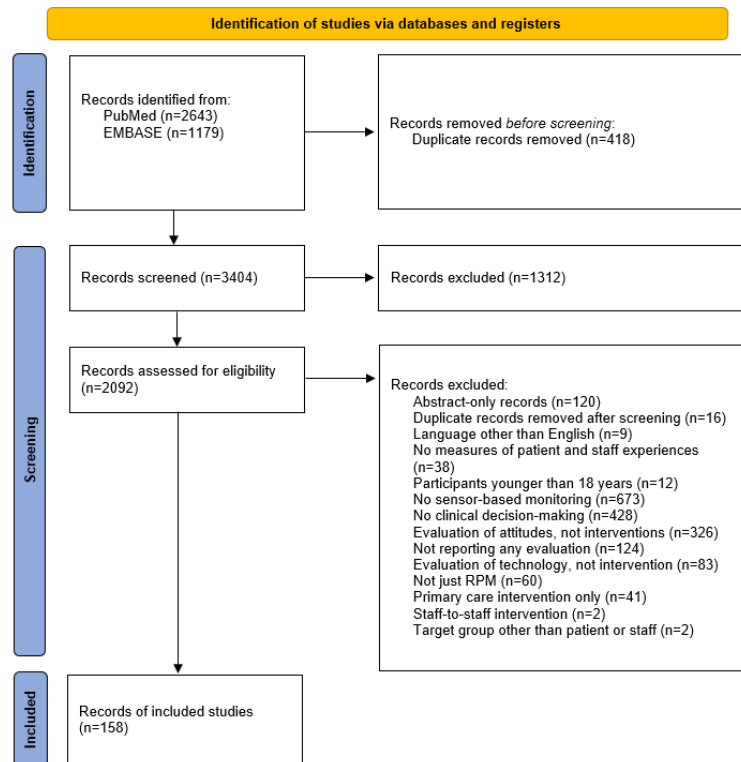 Identification of studies via databases and registers
Identification
Records identified from:
PubMed (n=2643)
EMBASE (n=1179)
Records removed before screening:
Duplicate records removed (n=418)
Screening
Records screened (n=3404)
Records excluded (n=1312)
Records assessed for eligibility
(n=2092)
Records excluded:
Abstract-only records (n=120)
Duplicate records removed after screening (n=16)
Language other than English (n=9)
No measures of patient and staff experiences
(n=38)
Participants younger than 18 years (n=12)
No sensor-based monitoring (n=673)
No clinical decision-making (n=428)
Evaluation of attitudes, not interventions (n=326)
Not reporting any evaluation (n=124)
Evaluation of technology, not intervention (n=83)
Not just RPM (n=60)
Primary care intervention only (n=41)
Staff-to-staff intervention (n=2)
Target group other than patient or staff (n=2)
Included
Records of included studies
(n=158)